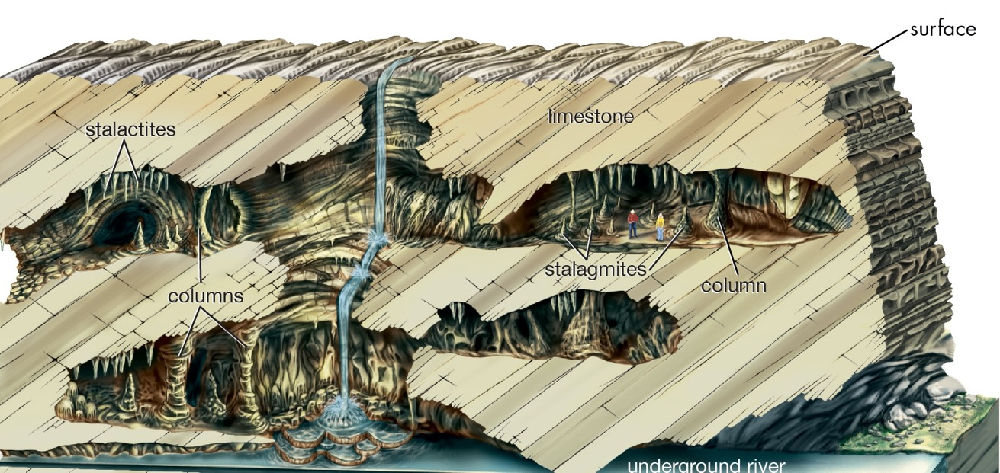 surface
limestone
stalactites
stalagmites
column
columns
underground river